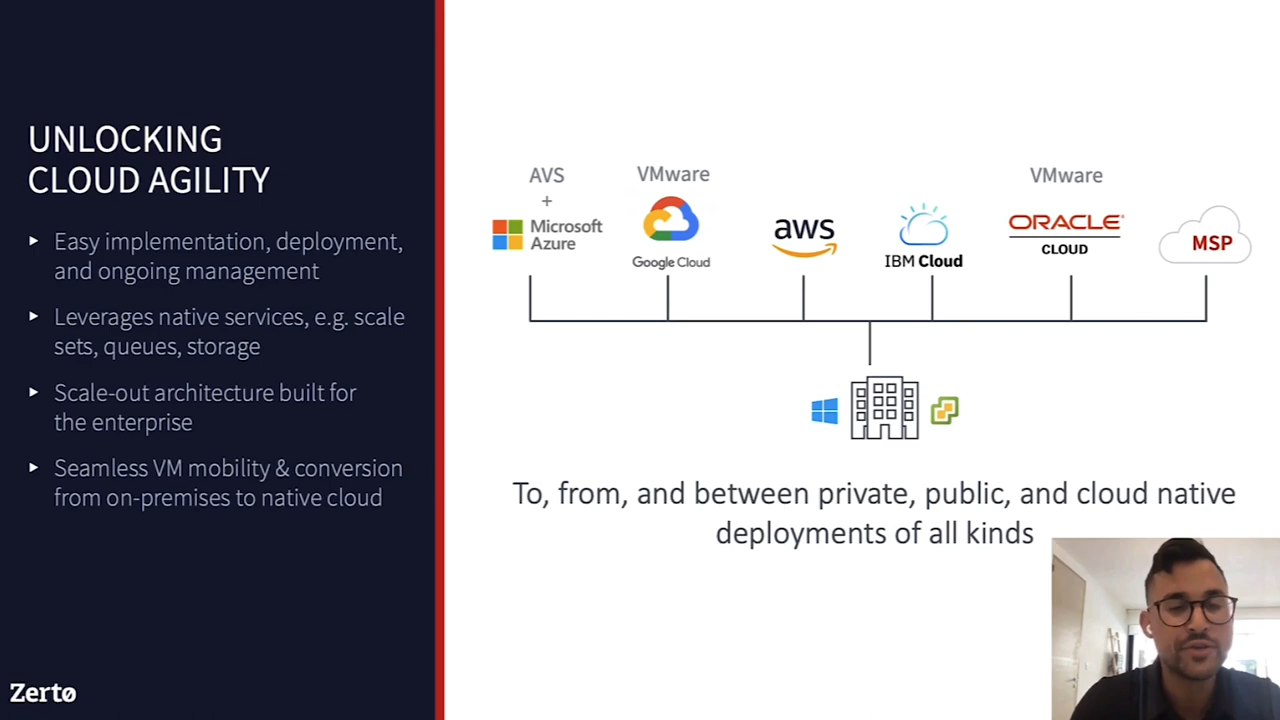 UNLOCKING
CLOUD AGILITY
Easy implementation, deployment,
and ongoing management
Leverages native services, e.g. scale
sets, queues, storage
Scale-out architecture built for
the enterprise
Seamless VM mobility & conversion
from on-premises to native cloud
Zertø
AVS
+
Microsoft
Azure
VMware
Google Cloud
aws
IBM Cloud
VMware
ORACLE
CLOUD
MSP
To, from, and between private, public, and cloud native
deployments of all kinds